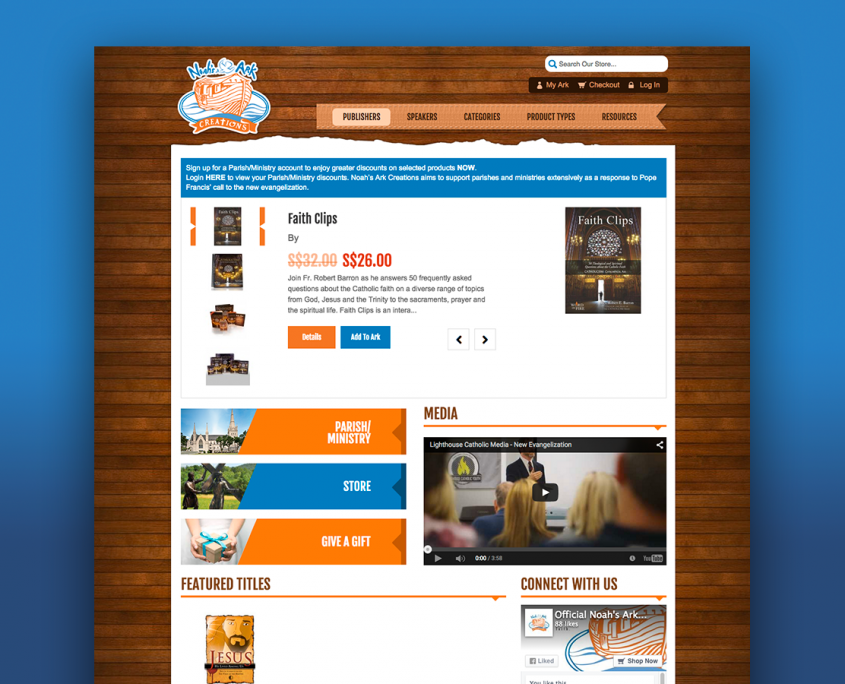 Noah's Ark
CREATIONS
Search Our Store...
My Ark Checkout Log In
PUBLISHERS SPEAKERS CATEGORIES PRODUCT TYPES RESOURCES
Sign up for a Parish/Ministry account to enjoy greater discounts on selected products NOW.
Login HERE to view your Parish/Ministry discounts. Noah's Ark Creations aims to support parishes and ministries extensively as a response to Pope
Francis' call to the new evangelization.
Faith Clips
By
S$32.00 S$26.00
Join Fr. Robert Barron as he answers 50 frequently asked
questions about the Catholic faith on a diverse range of topics
from God, Jesus and the Trinity to the sacraments, prayer and
the spiritual life. Faith Clips is an intera...
Details Add To Ark
Faith Clips
PARISH/
MINISTRY
STORE
GIVE A GIFT
MEDIA
Lighthouse Catholic Media - New Evangelization
0:00 / 3:58
YouTube
FEATURED TITLES
JESUS
CONNECT WITH US
Official Noah's Ark...
88 likes
Liked
Shop Now
You like this